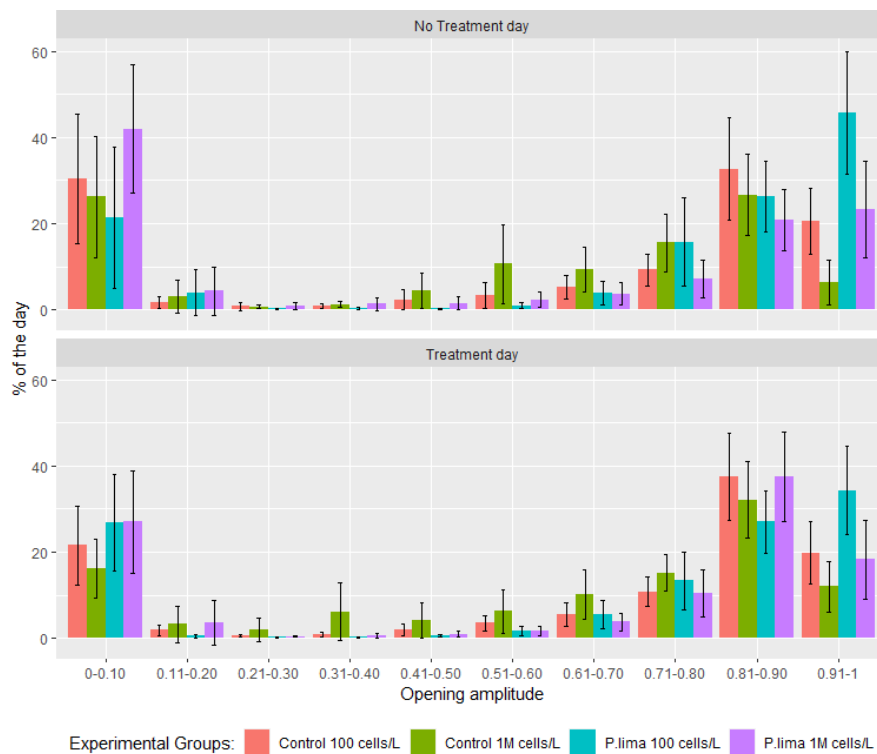 No Treatment day
60
40
20
0
% of the day
Treatment day
60
40
20
0
0-0.10 0.11-0.20 0.21-0.30 0.31-0.40 0.41-0.50 0.51-0.60 0.61-0.70 0.71-0.80 0.81-0.90 0.91-1
Opening amplitude
Experimental Groups: Control 100 cells/L Control 1M cells/L P.lima 100 cells/L P.lima 1M cells/L